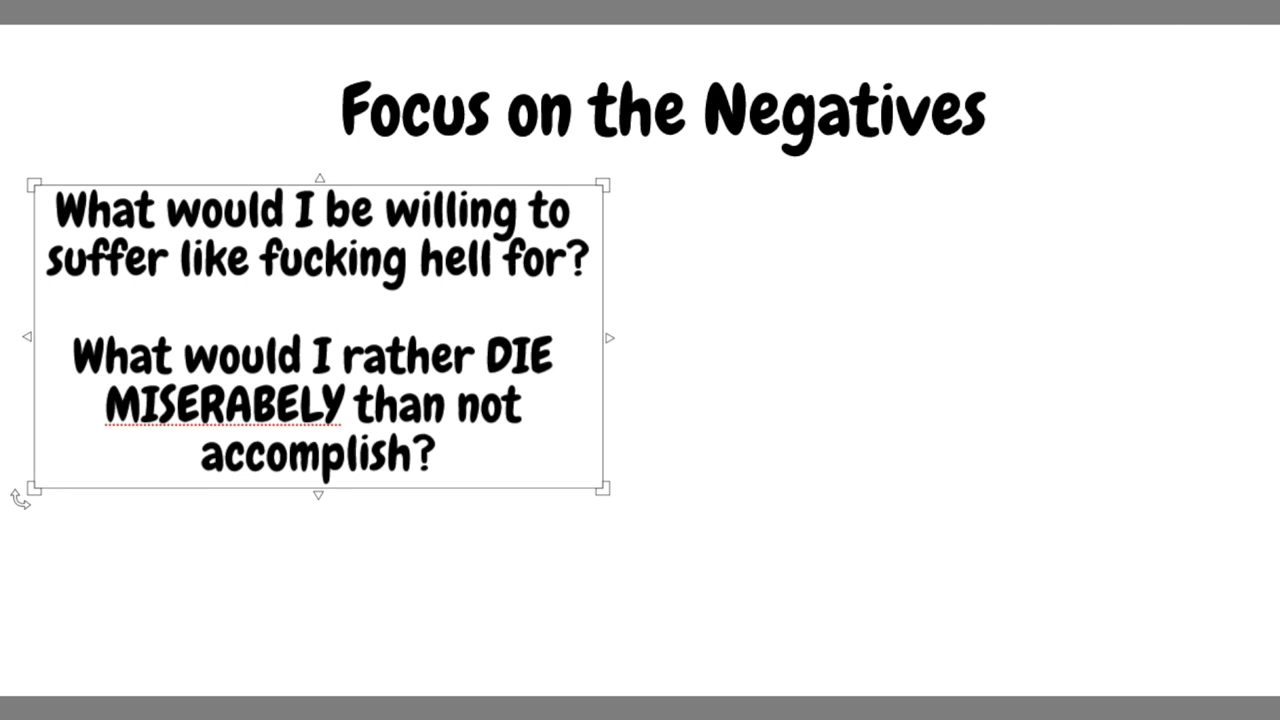 Focus on the Negatives
What would I be willing to
suffer like fucking hell for?
What would I rather DIE
MISERABELY than not
accomplish?